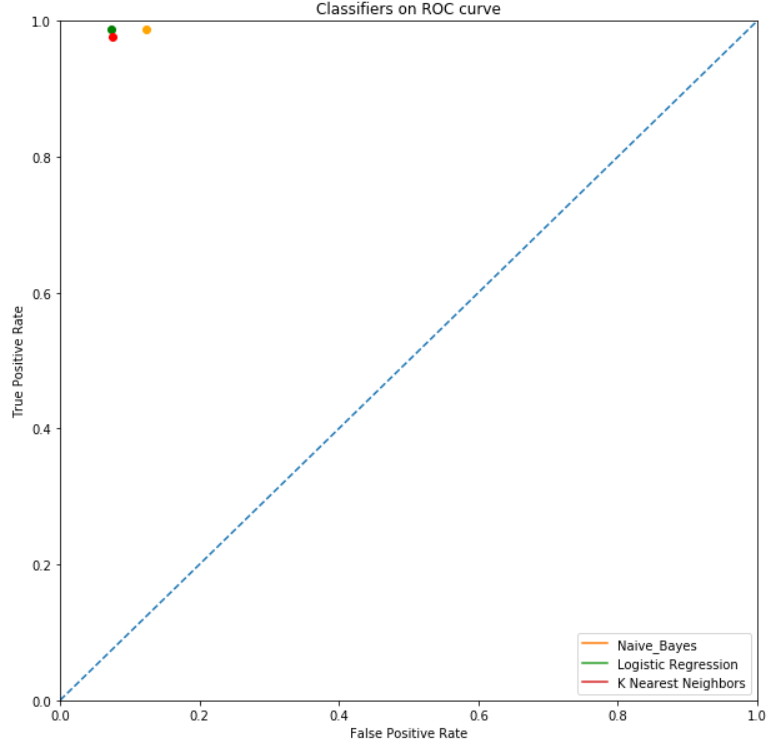 Classifiers on ROC curve
1.0
0.8
0.6
0.4
0.2
0.0
True Positive Rate
Naive_Bayes
Logistic Regression
K Nearest Neighbors
0.0 0.2 0.4 0.6 0.8 1.0
False Positive Rate